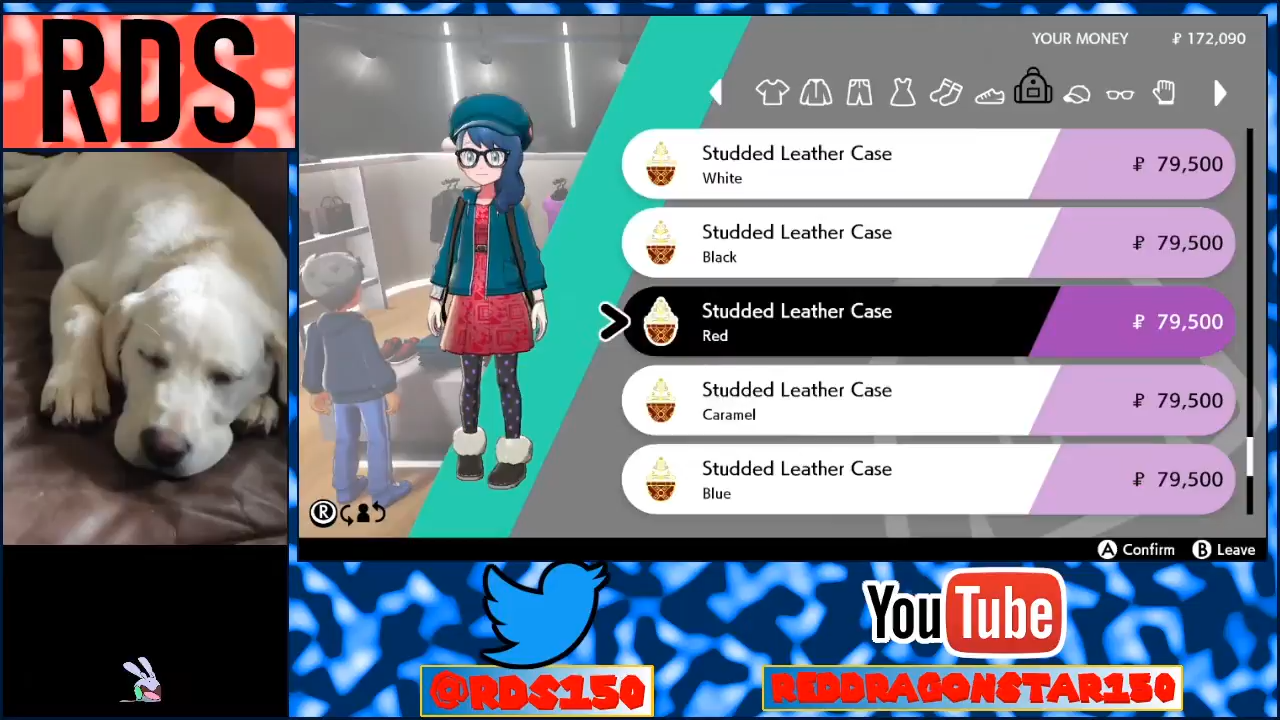 RDS
YOUR MONEY ₽ 172,090
Studded Leather Case
White
₽ 79,500
Studded Leather Case
Black
₽ 79,500
Studded Leather Case
Red
₽ 79,500
Studded Leather Case
Caramel
₽ 79,500
Studded Leather Case
Blue
₽ 79,500
R
A Confirm B Leave
YouTube
@RDS150
REDDRAGONSTAR150